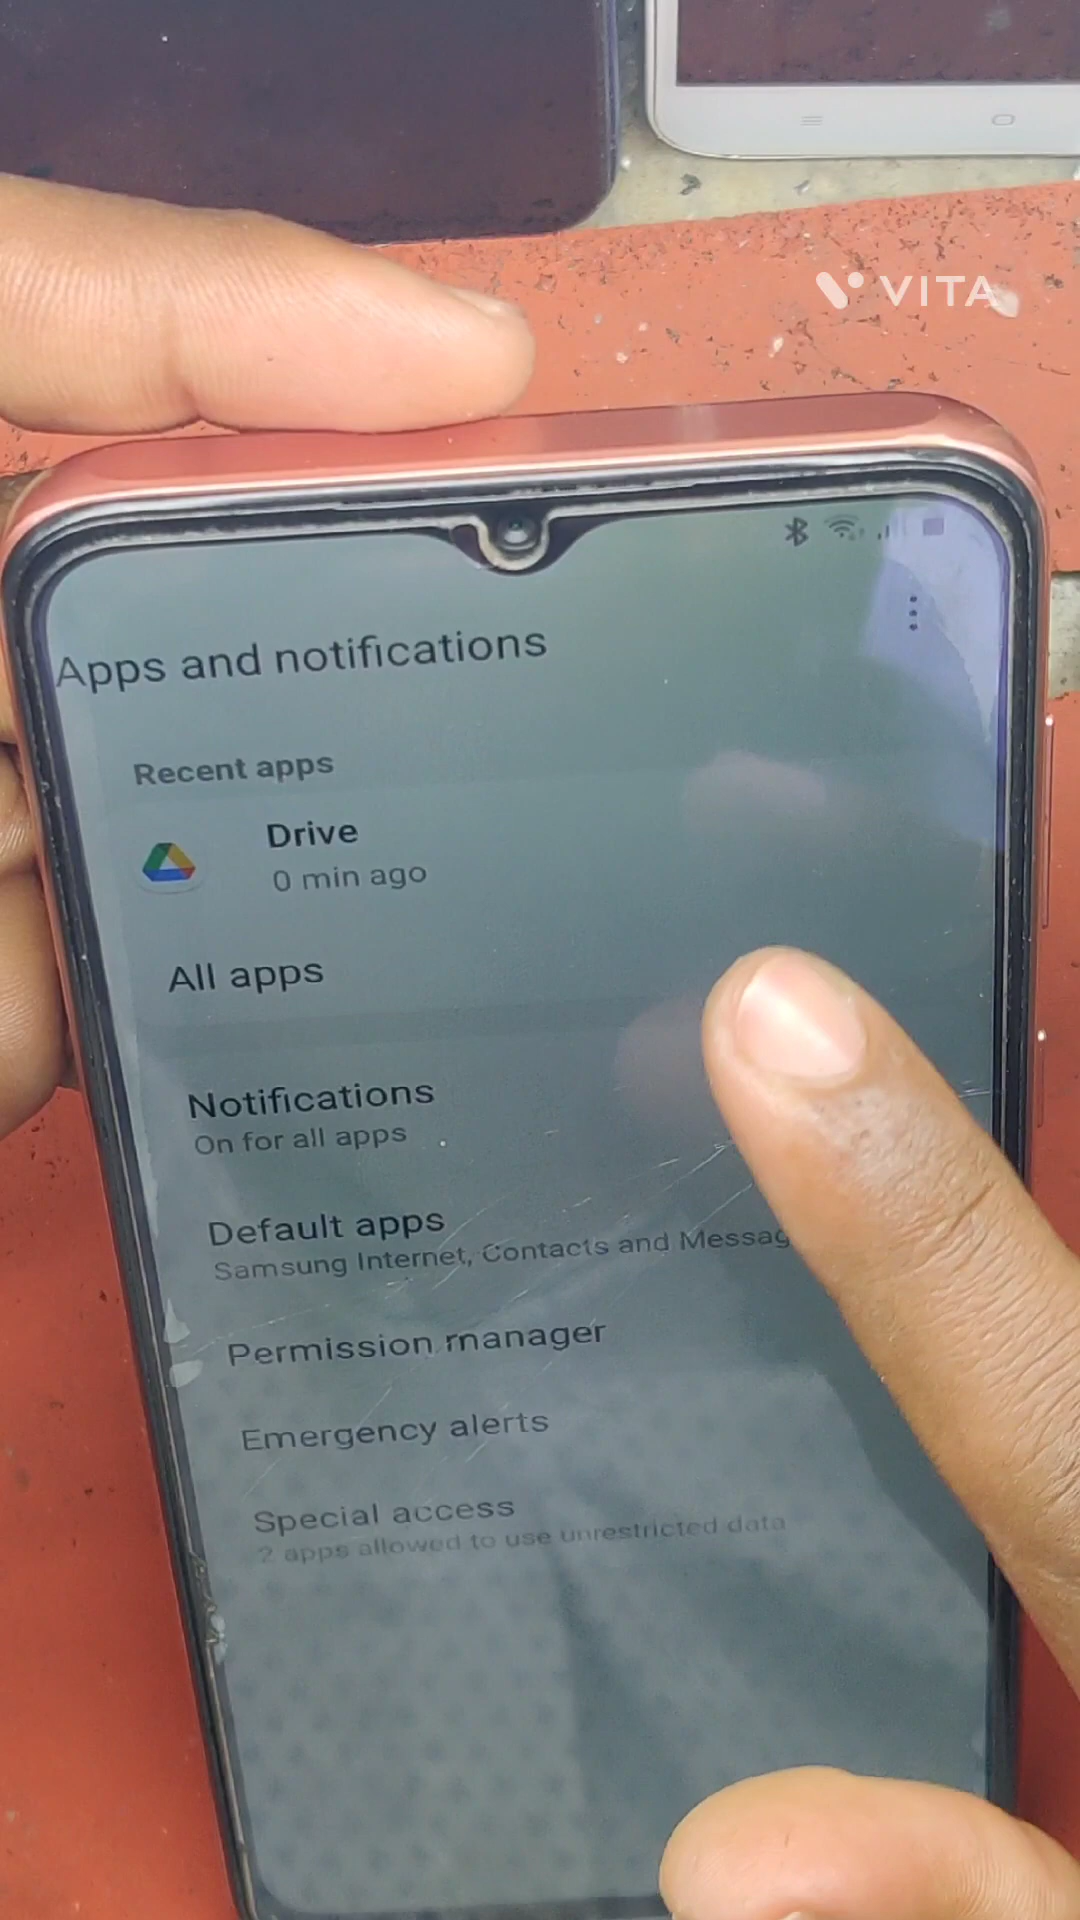 VITA
Apps and notifications
Recent apps
Drive
0 min ago
All apps
Notifications
On for all apps
Default apps
Samsung Internet, Contacts and Messag
Permission manager
Emergency alerts
Special access
2 apps allowed to use unrestricted data